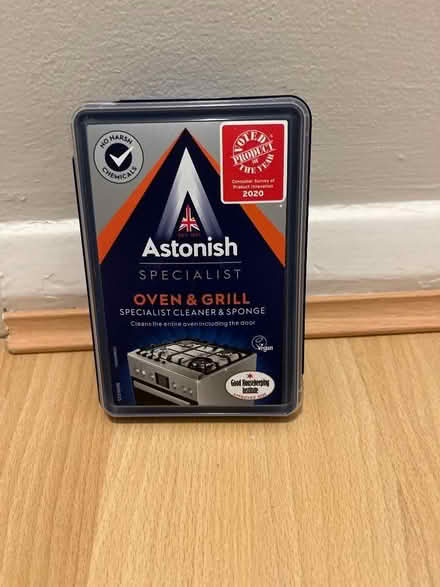 NO HARSH
CHEMICALS
VOTED
PRODUCT
OF
THE YEAR
Consumer Survey of
Product Innovation
2020
Astonish
SPECIALIST
OVEN & GRILL
SPECIALIST CLEANER & SPONGE
Cleans the entire oven including the door
vegan
Good Housekeeping
Institute